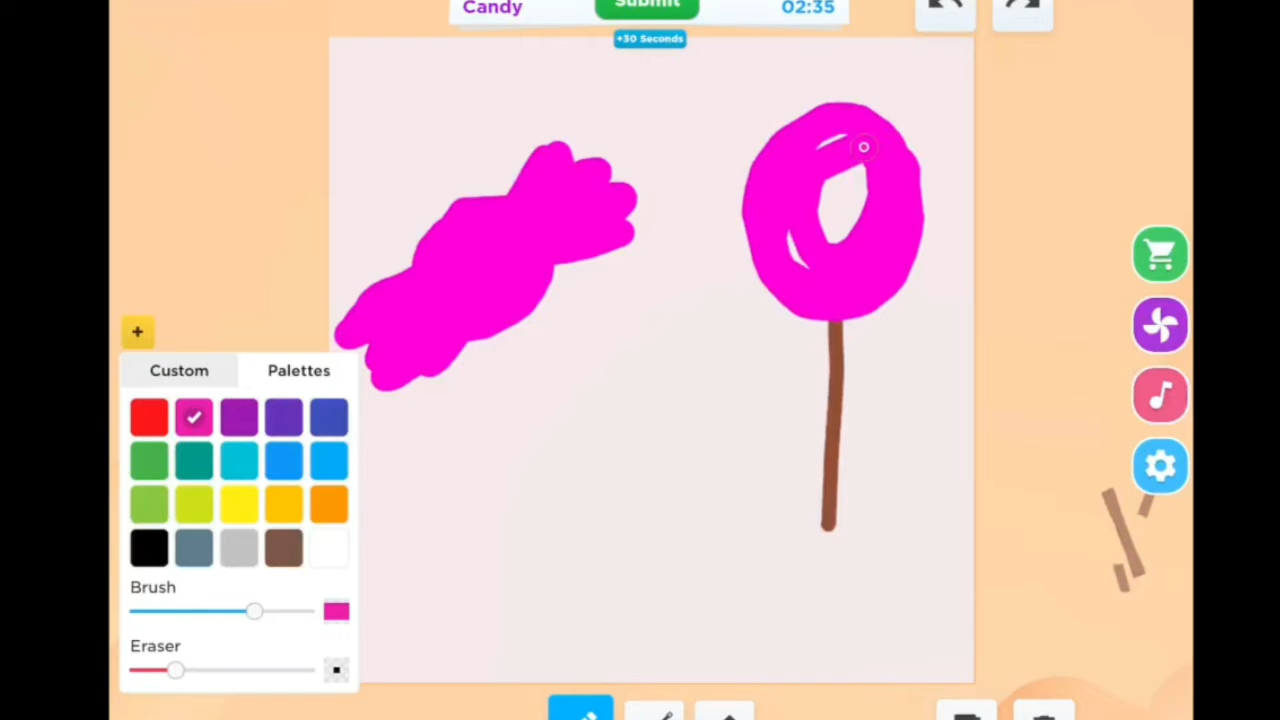 Candy
Submit
02:35
+30 Seconds
+
Custom
Palettes
Brush
Eraser